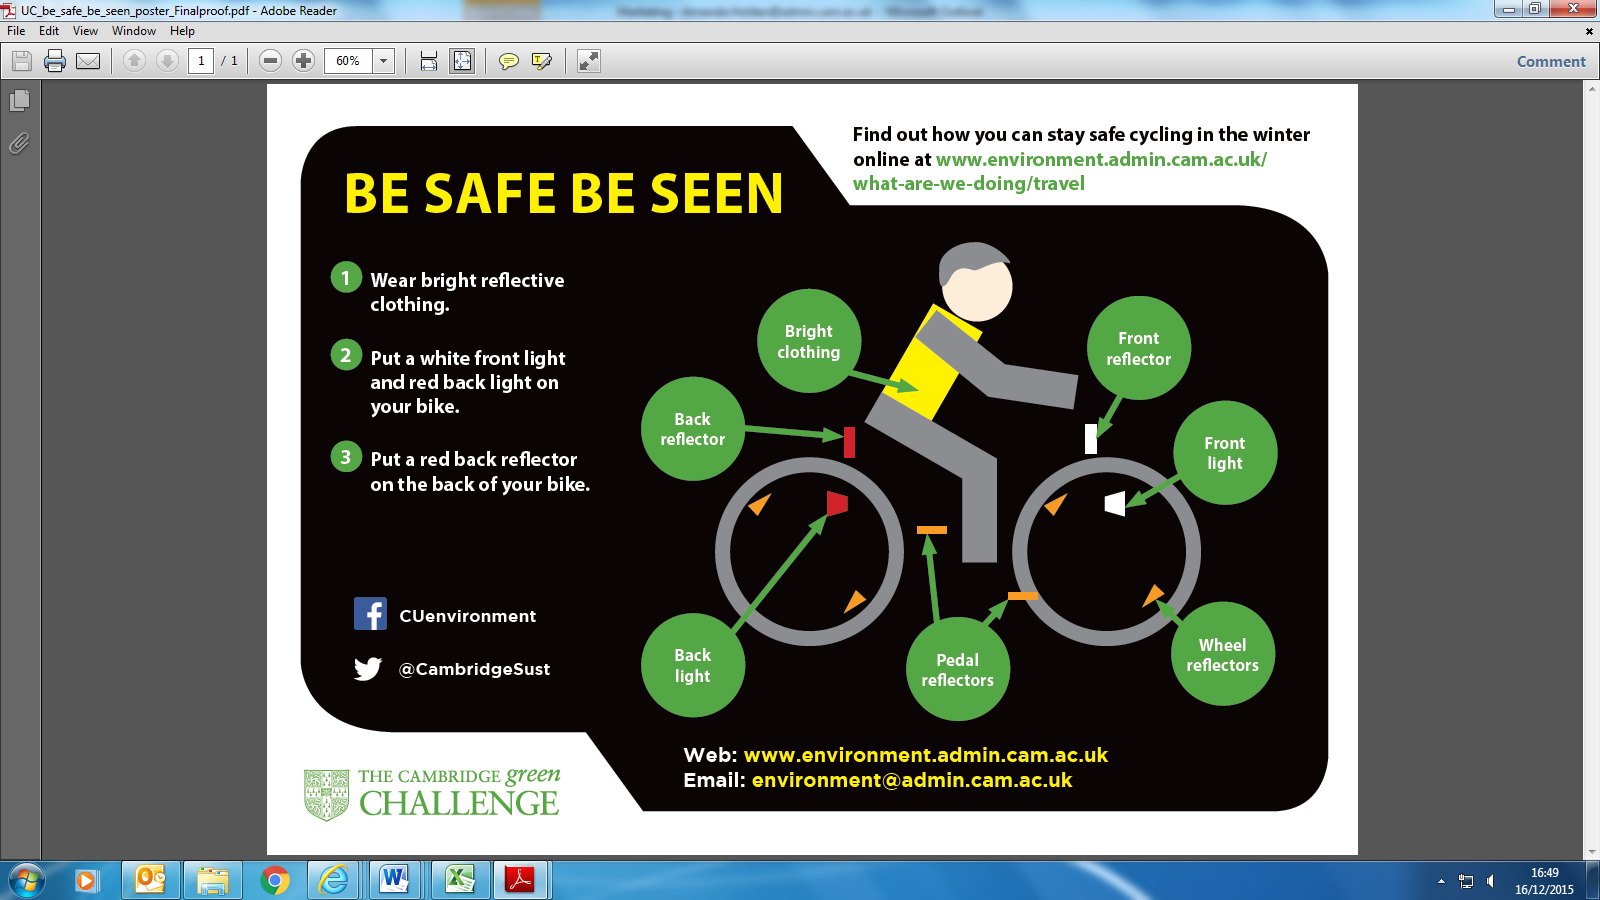 UC_be_safe_be_seen_poster_Finalproof.pdf - Adobe Reader
File Edit View Window Help
1 / 1 60% Comment
Find out how you can stay safe cycling in the winter
online at www.environment.admin.cam.ac.uk/
what-are-we-doing/travel
BE SAFE BE SEEN
1 Wear bright reflective
clothing.
2 Put a white front light
and red back light on
your bike.
3 Put a red back reflector
on the back of your bike.
Bright
clothing
Front
reflector
Back
reflector
Front
light
Back
light
Pedal
reflectors
Wheel
reflectors
CUenvironment
@CambridgeSust
Web: www.environment.admin.cam.ac.uk
Email: environment@admin.cam.ac.uk
THE CAMBRIDGE green
CHALLENGE
16:49
16/12/2015